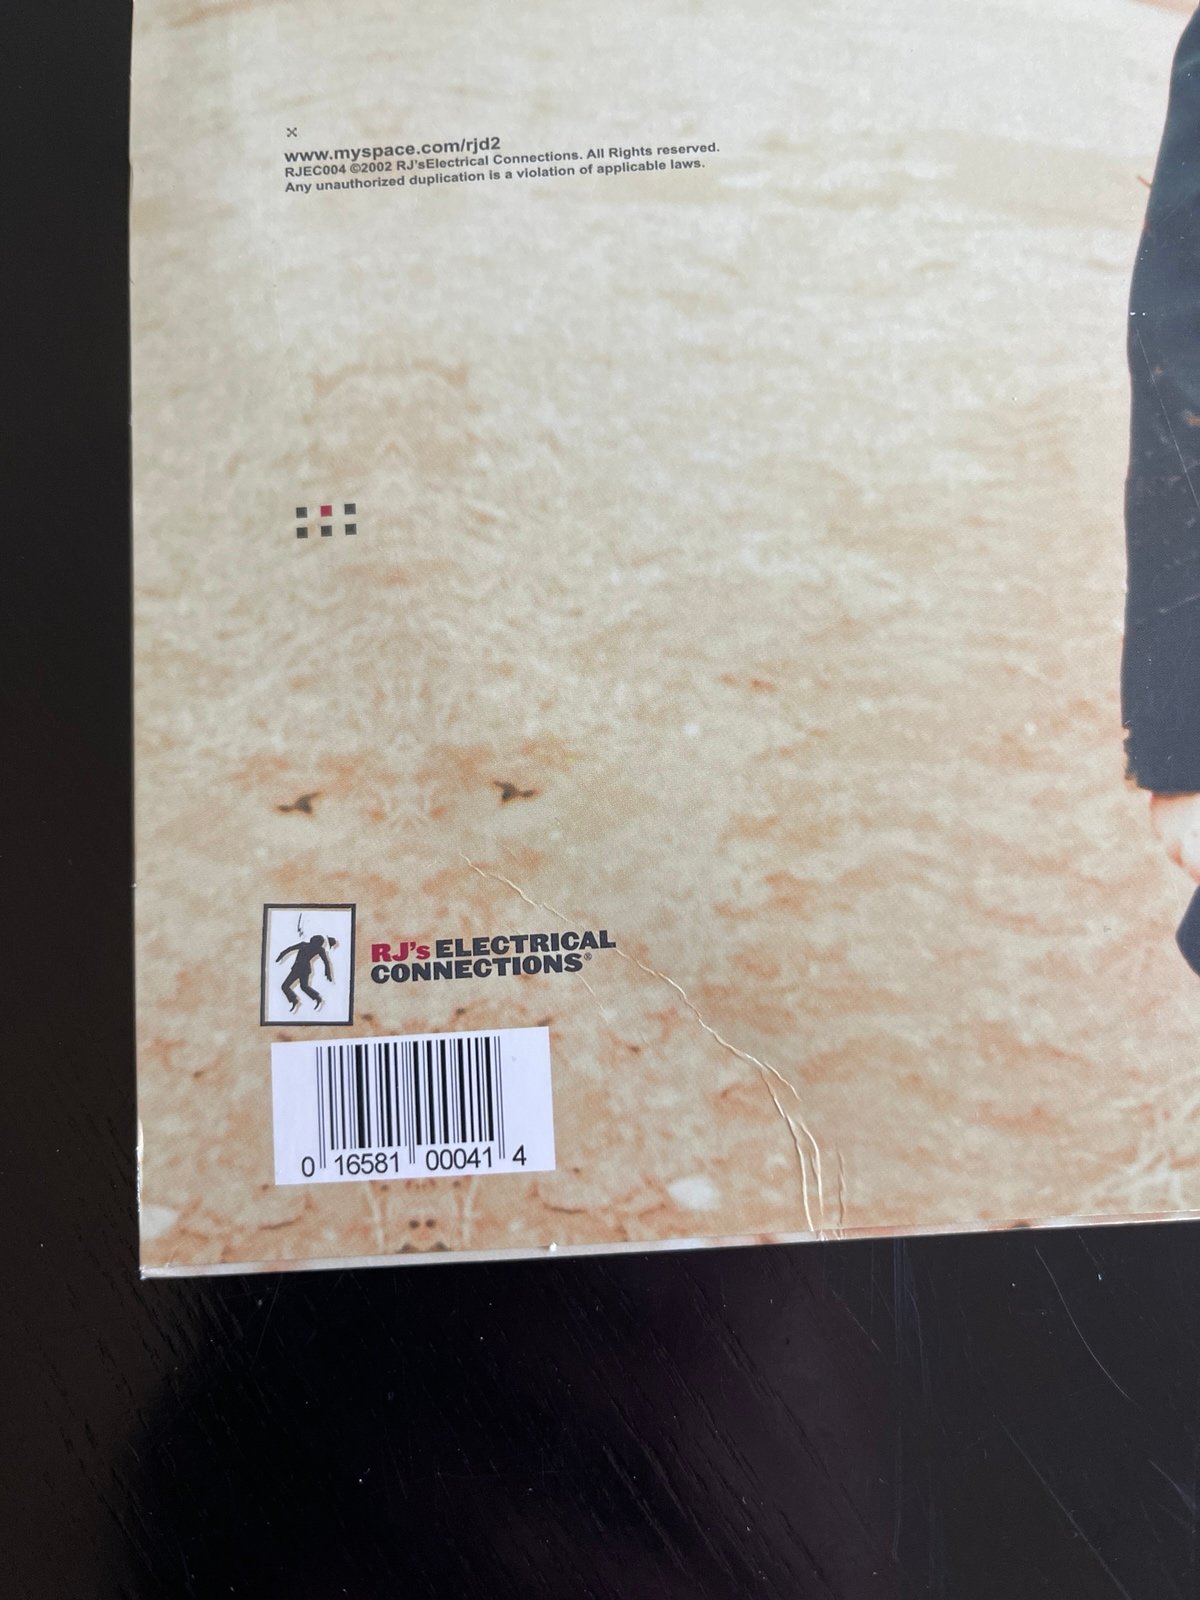 www.myspace.com/rjd2
RJEC004 ©2002 RJ'sElectrical Connections. All Rights reserved.
Any unauthorized duplication is a violation of applicable laws.
RJ's ELECTRICAL
CONNECTIONS®
0 16581 00041 4